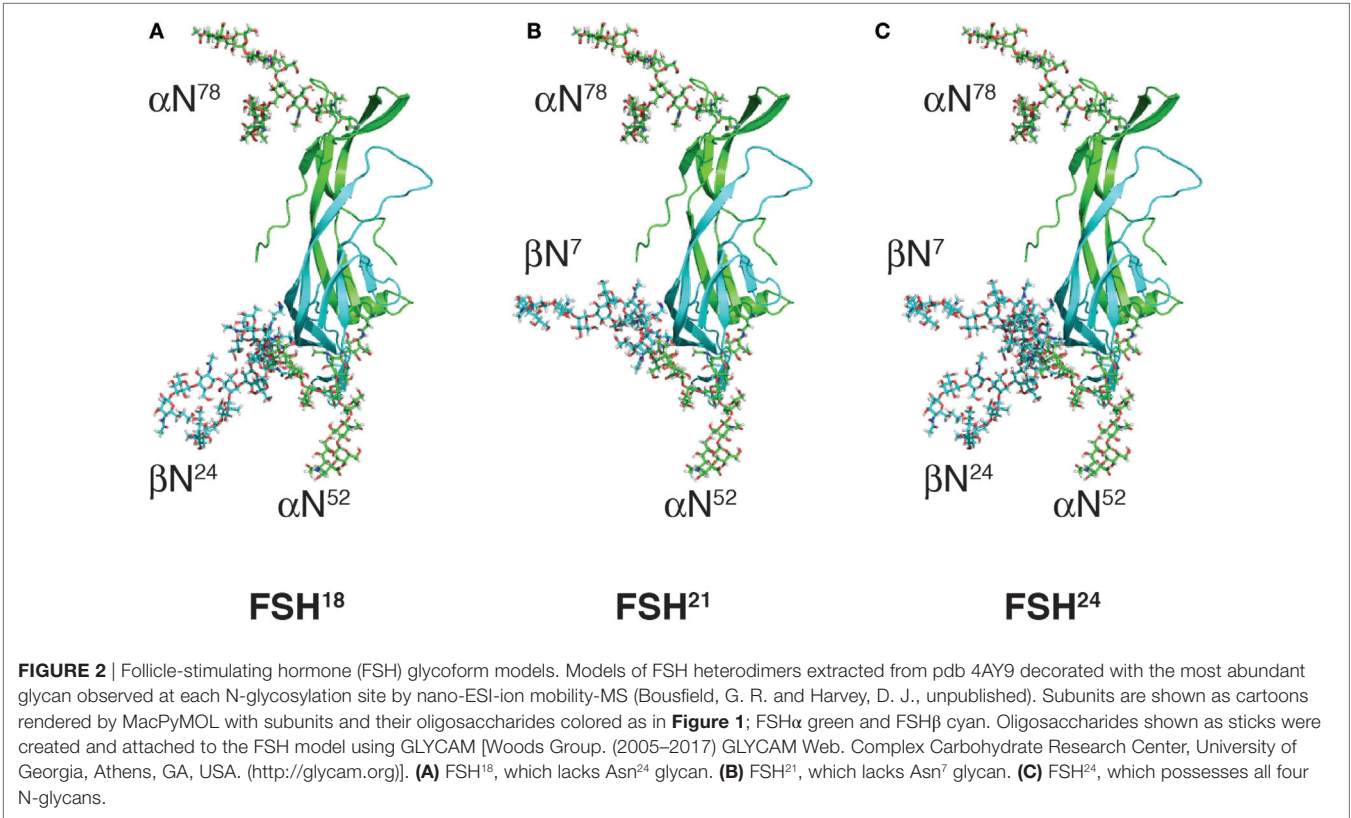 A
B
C
αN⁷⁸
αN⁷⁸
αN⁷⁸
βN⁷
βN⁷
βN²⁴
αN⁵²
αN⁵²
βN²⁴
αN⁵²
FSH¹⁸
FSH²¹
FSH²⁴
FIGURE 2 | Follicle-stimulating hormone (FSH) glycoform models. Models of FSH heterodimers extracted from pdb 4AY9 decorated with the most abundant
glycan observed at each N-glycosylation site by nano-ESI-ion mobility-MS (Bousfield, G. R. and Harvey, D. J., unpublished). Subunits are shown as cartoons
rendered by MacPyMOL with subunits and their oligosaccharides colored as in Figure 1; FSHα green and FSHβ cyan. Oligosaccharides shown as sticks were
created and attached to the FSH model using GLYCAM [Woods Group. (2005–2017) GLYCAM Web. Complex Carbohydrate Research Center, University of
Georgia, Athens, GA, USA. (http://glycam.org)]. (A) FSH¹⁸, which lacks Asn²⁴ glycan. (B) FSH²¹, which lacks Asn⁷ glycan. (C) FSH²⁴, which possesses all four
N-glycans.